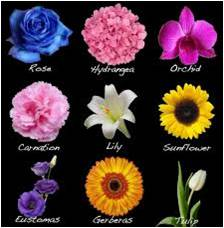 Rose
Hydrangea
Orchid
Carnation
Lily
Sunflower
Eustomas
Gerberas
Tulip